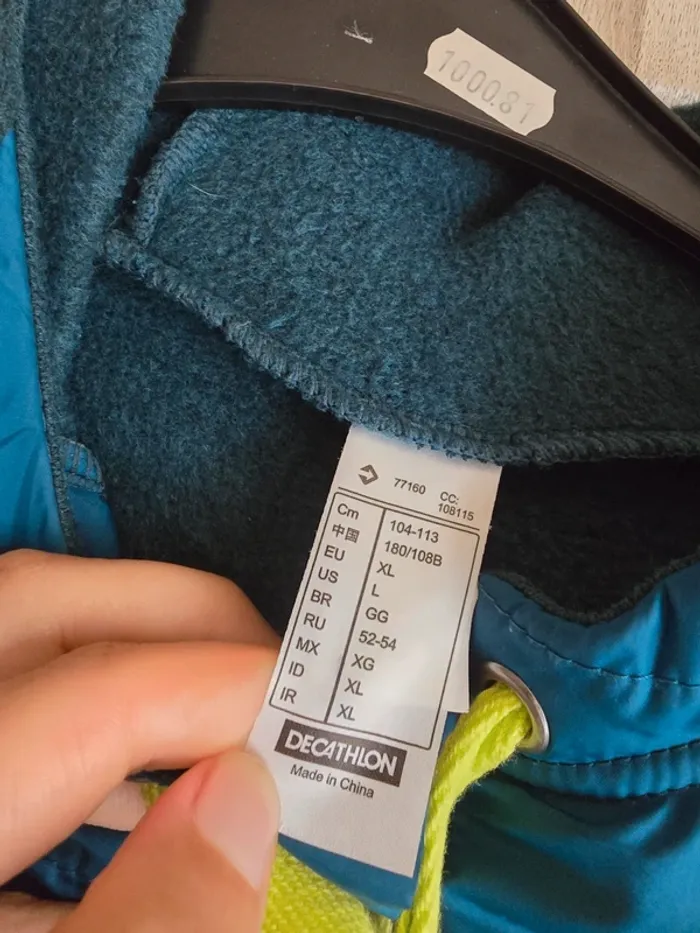 1000.81
77160 CC:
108115
Cm 104-113
中国 180/108B
EU XL
US L
BR GG
RU 52-54
MX XG
ID XL
IR XL
DECATHLON
Made in China